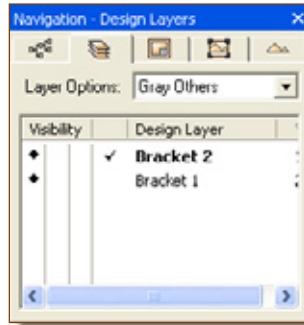 Navigation - Design Layers
Layer Options: Gray Others
Visibility Design Layer
Bracket 2
Bracket 1